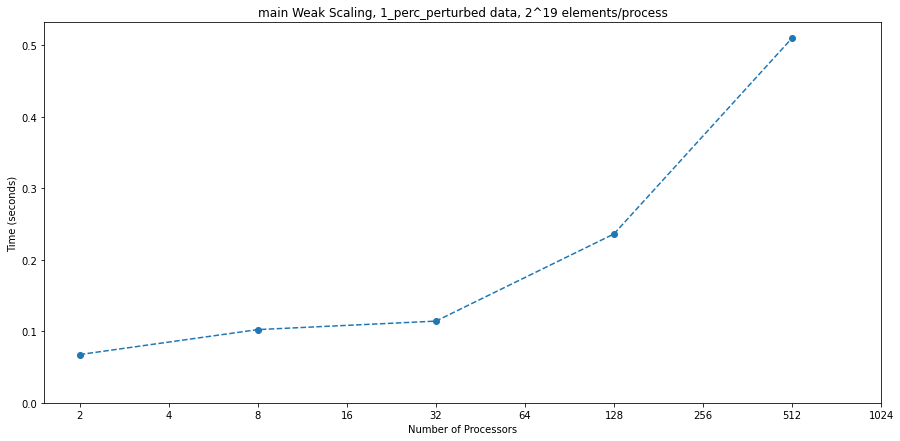 main Weak Scaling, 1_perc_perturbed data, 2^19 elements/process
Time (seconds)
0.5
0.4
0.3
0.2
0.1
0.0
2 4 8 16 32 64 128 256 512 1024
Number of Processors